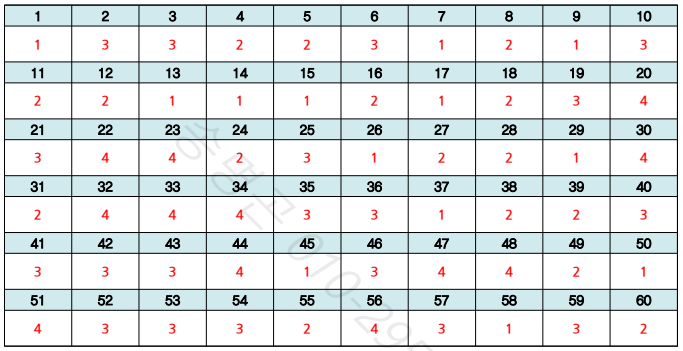 1 2 3 4 5 6 7 8 9 10
1 3 3 2 2 3 1 2 1 3
11 12 13 14 15 16 17 18 19 20
2 2 1 1 1 2 1 2 3 4
21 22 23 24 25 26 27 28 29 30
3 4 4 2 3 1 2 2 1 4
31 32 33 34 35 36 37 38 39 40
2 4 4 4 3 3 1 2 2 3
41 42 43 44 45 46 47 48 49 50
3 3 3 4 1 3 4 4 2 1
51 52 53 54 55 56 57 58 59 60
4 3 3 3 2 4 3 1 3 2